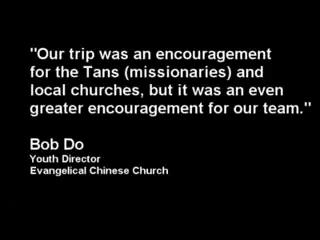 "Our trip was an encouragement
for the Tans (missionaries) and
local churches, but it was an even
greater encouragement for our team."
Bob Do
Youth Director
Evangelical Chinese Church